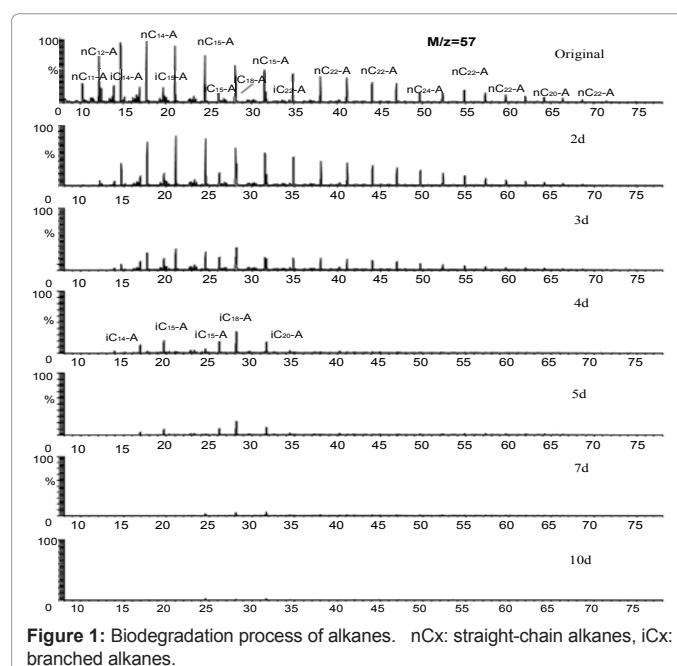 M/z=57
Original
100
%
0
nC11-A
nC12-A
iC14-A
nC14-A
iC15-A
nC15-A
iC15-A
iC18-A
nC15-A
iC22-A
nC22-A
nC22-A
nC24-A
nC22-A
nC22-A
nC20-A
nC22-A
10 15 20 25 30 35 40 45 50 55 60 65 70 75
100
%
0
2d
10 15 20 25 30 35 40 45 50 55 60 65 70 75
100
%
0
3d
10 15 20 25 30 35 40 45 50 55 60 65 70 75
100
%
0
4d
iC14-A
iC15-A
iC15-A
iC18-A
iC20-A
10 15 20 25 30 35 40 45 50 55 60 65 70 75
100
%
0
5d
10 15 20 25 30 35 40 45 50 55 60 65 70 75
100
%
0
7d
10 15 20 25 30 35 40 45 50 55 60 65 70 75
100
%
0
10d
10 15 20 25 30 35 40 45 50 55 60 65 70 75
Figure 1: Biodegradation process of alkanes. nCx: straight-chain alkanes, iCx:
branched alkanes.